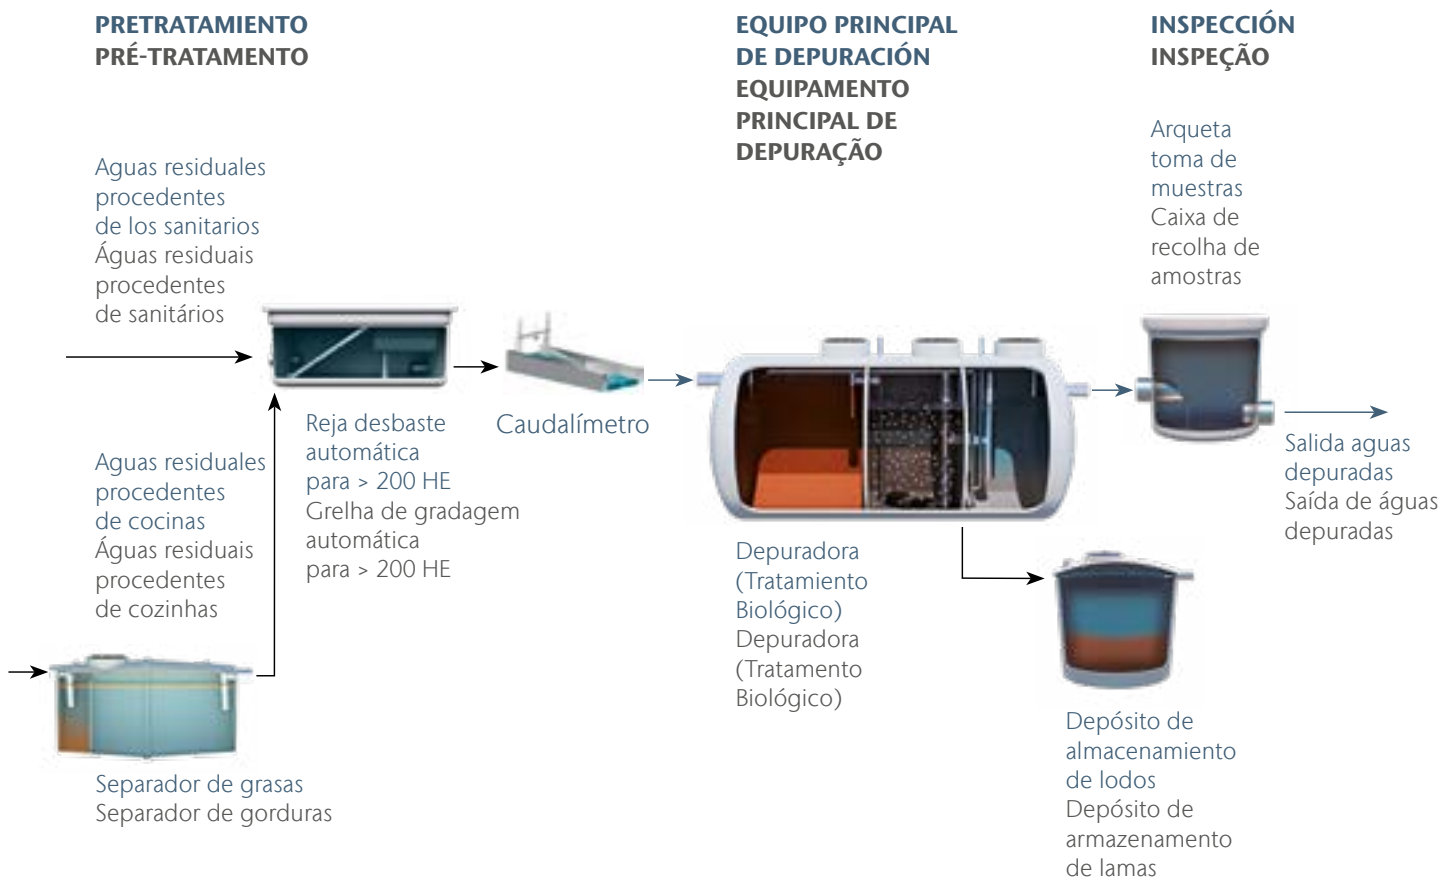 PRETRATAMIENTO
PRÉ-TRATAMENTO
EQUIPO PRINCIPAL
DE DEPURACIÓN
EQUIPAMENTO
PRINCIPAL DE
DEPURAÇÃO
INSPECCIÓN
INSPEÇÃO
Aguas residuales
procedentes
de los sanitarios
Águas residuais
procedentes
de sanitários
Arqueta
toma de
muestras
Caixa de
recolha de
amostras
Reja desbaste
automática
para > 200 HE
Grelha de gradagem
automática
para > 200 HE
Caudalímetro
Aguas residuales
procedentes
de cocinas
Águas residuais
procedentes
de cozinhas
Salida aguas
depuradas
Saída de águas
depuradas
Depuradora
(Tratamiento
Biológico)
Depuradora
(Tratamento
Biológico)
Separador de grasas
Separador de gorduras
Depósito de
almacenamiento
de lodos
Depósito de
armazenamento
de lamas